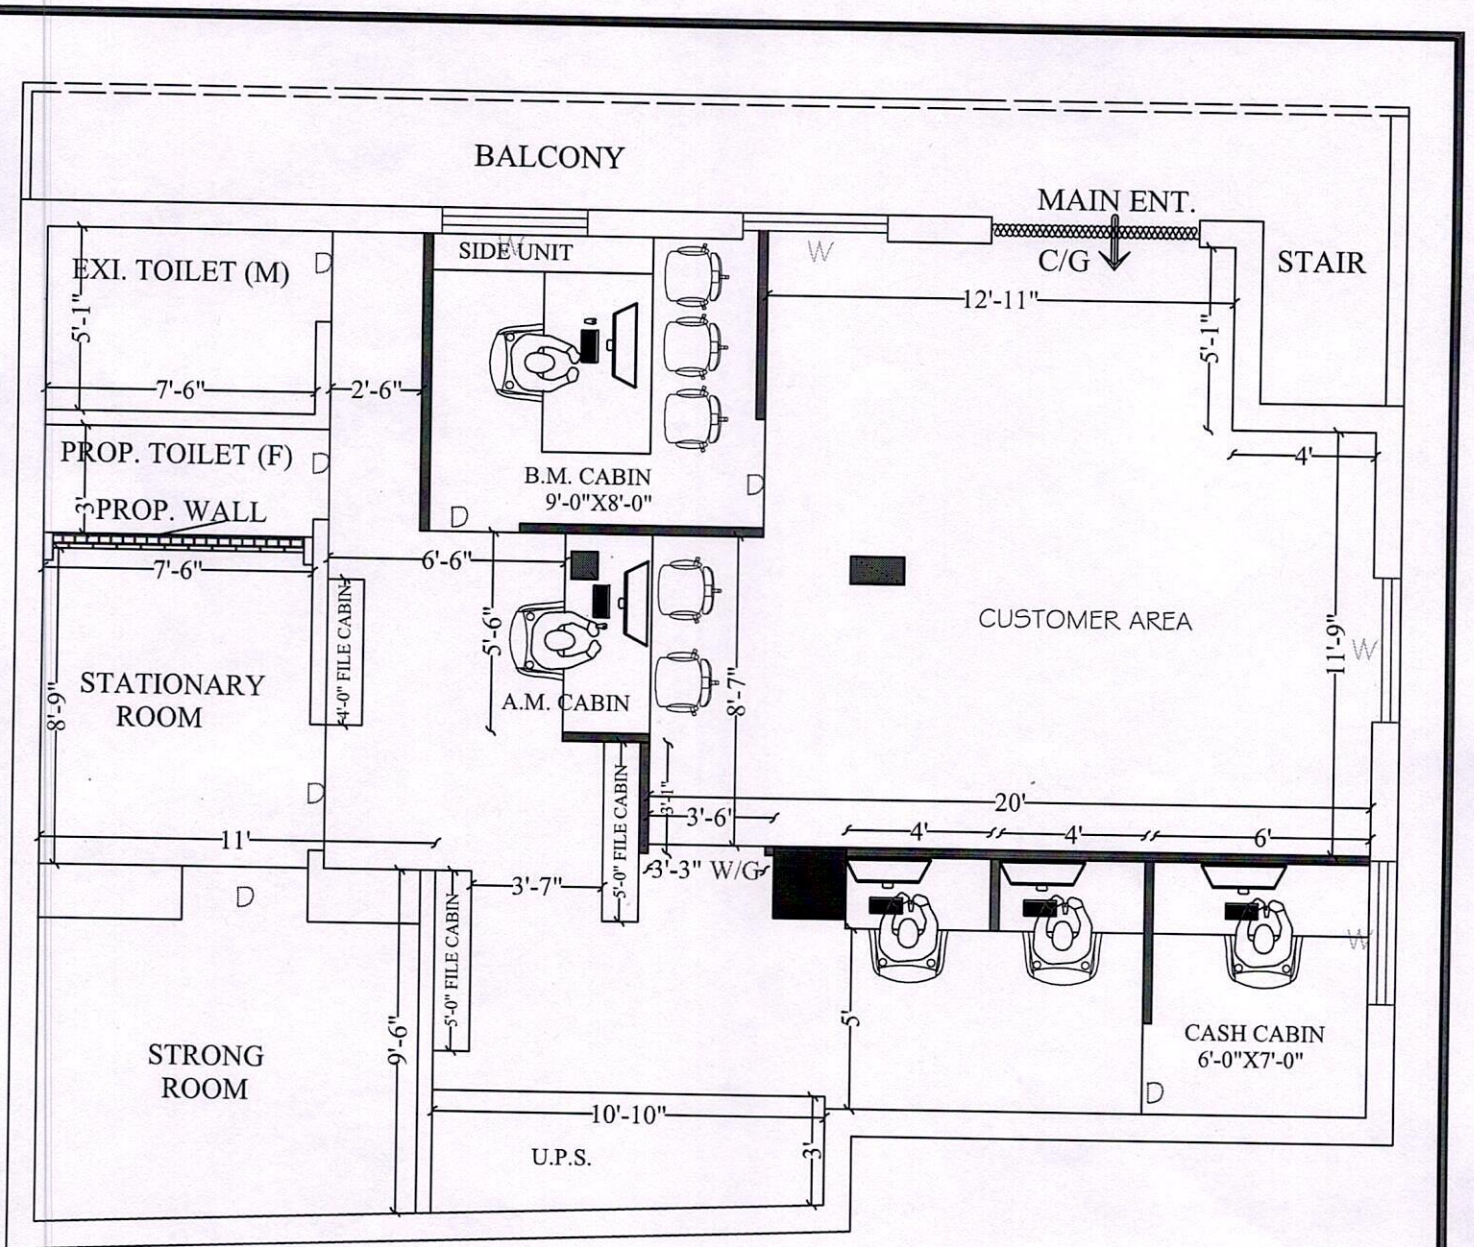 BALCONY
MAIN ENT.
C/G
STAIR
SIDE UNIT
W
W
EXI. TOILET (M)
D
5'-1"
7'-6"
2'-6"
12'-11"
5'-1"
4'
PROP. TOILET (F)
D
3'
PROP. WALL
B.M. CABIN
9'-0"X8'-0"
D
D
7'-6"
6'-6"
4'-0" FILE CABIN
5'-6"
A.M. CABIN
8'-7"
CUSTOMER AREA
11'-9"
W
STATIONARY
ROOM
8'-9"
D
11'
5'-0" FILE CABIN
3'-1"
20'
3'-6"
4'
4'
6'
3'-3" W/G
D
3'-7"
5'-0" FILE CABIN
9'-6"
STRONG
ROOM
5'
W
CASH CABIN
6'-0"X7'-0"
D
10'-10"
3'
U.P.S.